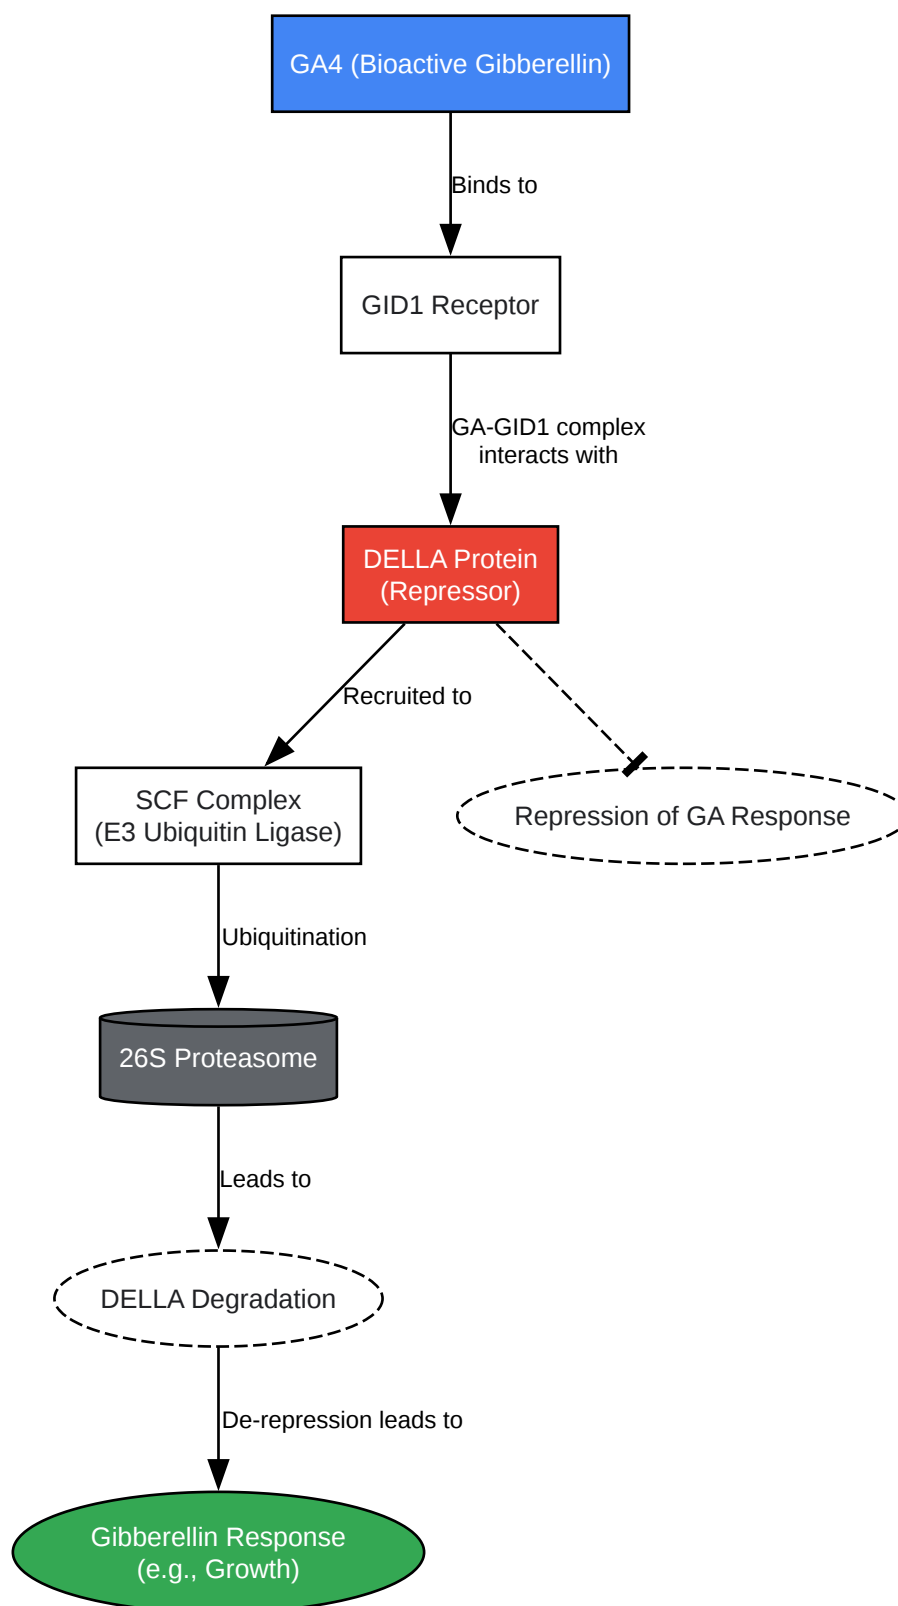 GA4 (Bioactive Gibberellin)
Binds to
GID1 Receptor
GA-GID1 complex
interacts with
DELLA Protein
(Repressor)
Recruited to
SCF Complex
(E3 Ubiquitin Ligase)
Repression of GA Response
Ubiquitination
26S Proteasome
Leads to
DELLA Degradation
De-repression leads to
Gibberellin Response
(e.g., Growth)